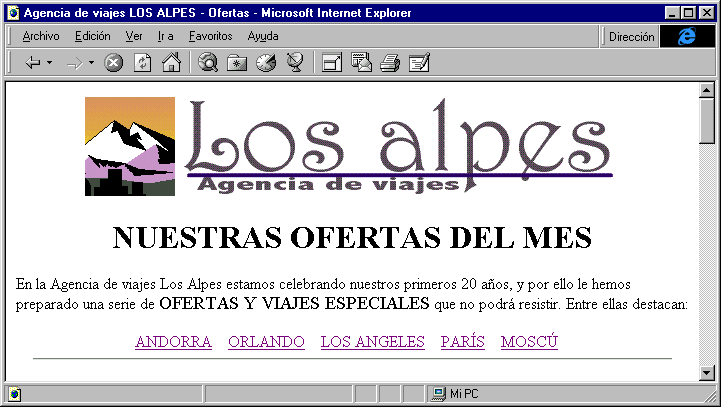 Agencia de viajes LOS ALPES - Ofertas - Microsoft Internet Explorer
Archivo Edición Ver Ir a Favoritos Ayuda Dirección
Los alpes
Agencia de viajes
NUESTRAS OFERTAS DEL MES
En la Agencia de viajes Los Alpes estamos celebrando nuestros primeros 20 años, y por ello le hemos
preparado una serie de OFERTAS Y VIAJES ESPECIALES que no podrá resistir. Entre ellas destacan:
ANDORRA ORLANDO LOS ANGELES PARÍS MOSCÚ
Mi PC